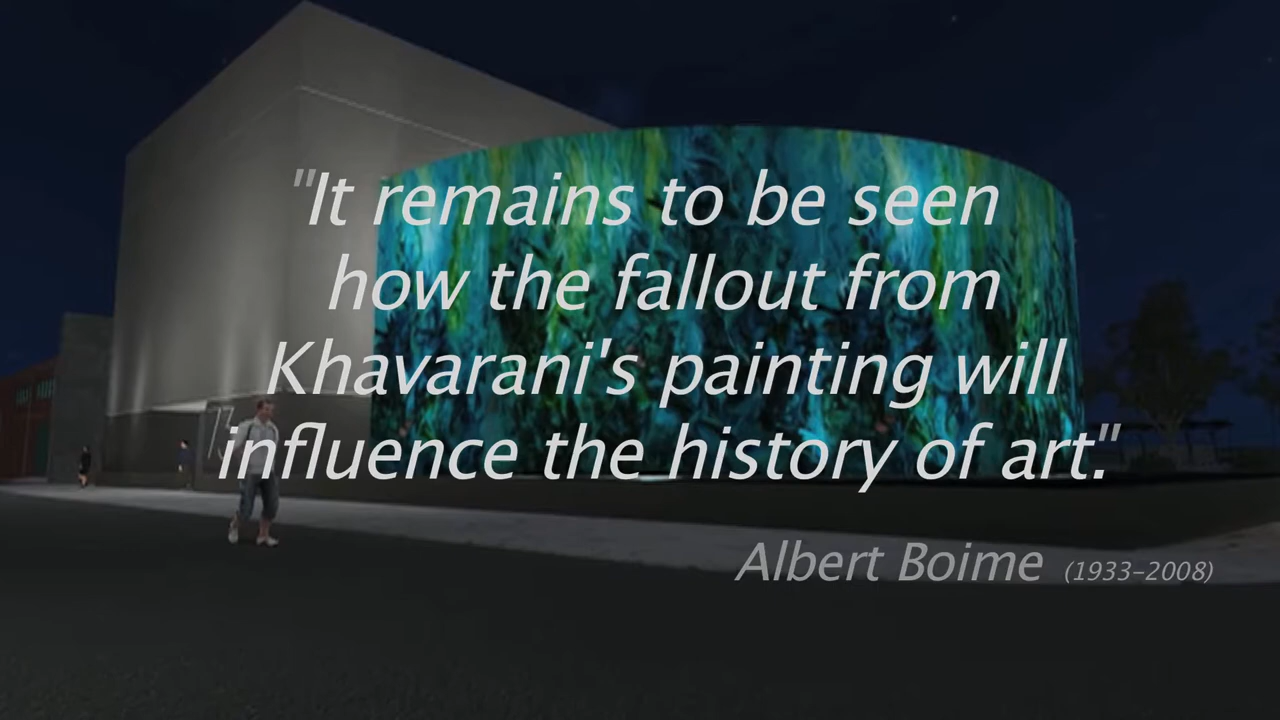 "It remains to be seen
how the fallout from
Khavarani's painting will
influence the history of art."
Albert Boime (1933–2008)